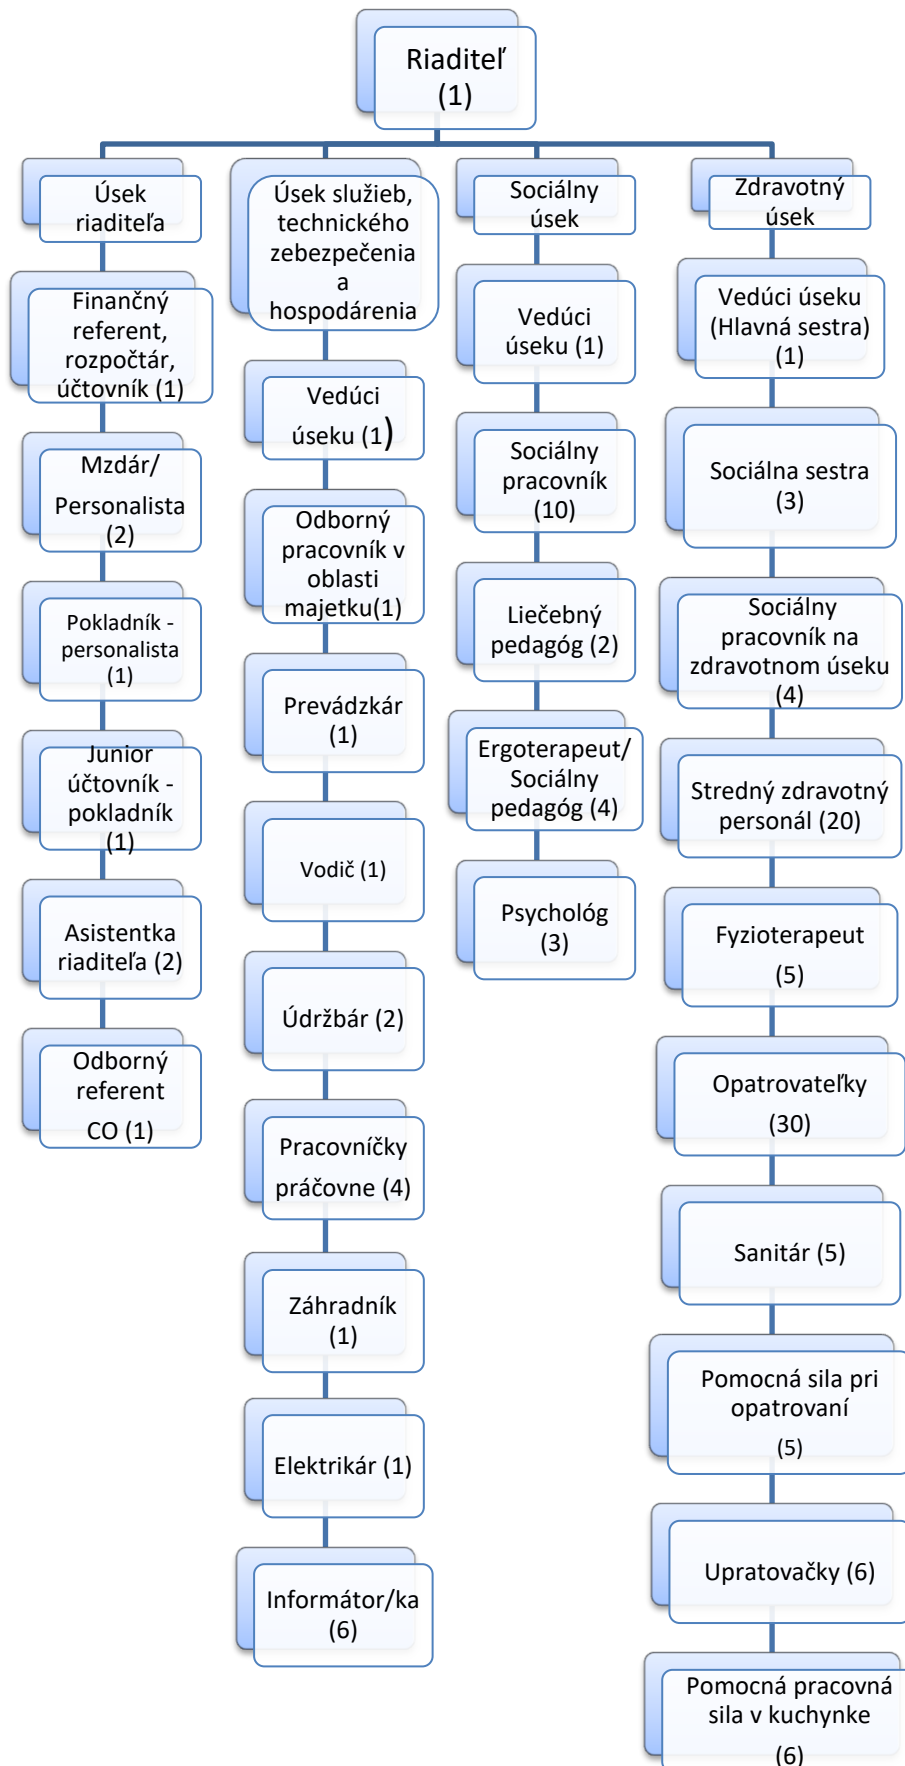 Riaditeľ
(1)
Úsek
riaditeľa
Finančný
referent,
rozpočtár,
účtovník (1)
Mzdár/
Personalista
(2)
Pokladník -
personalista
(1)
Junior
účtovník -
pokladník
(1)
Asistentka
riaditeľa (2)
Odborný
referent
CO (1)
Úsek služieb,
technického
zebezpečenia
a
hospodárenia
Vedúci
úseku (1)
Odborný
pracovník v
oblasti
majetku(1)
Prevádzkár
(1)
Vodič (1)
Údržbár (2)
Pracovníčky
práčovne (4)
Záhradník
(1)
Elektrikár (1)
Informátor/ka
(6)
Sociálny
úsek
Vedúci
úseku (1)
Sociálny
pracovník
(10)
Liečebný
pedagóg (2)
Ergoterapeut/
Sociálny
pedagóg (4)
Psychológ
(3)
Zdravotný
úsek
Vedúci úseku
(Hlavná sestra)
(1)
Sociálna sestra
(3)
Sociálny
pracovník na
zdravotnom úseku
(4)
Stredný zdravotný
personál (20)
Fyzioterapeut
(5)
Opatrovateľky
(30)
Sanitár (5)
Pomocná sila pri
opatrovaní
(5)
Upratovačky (6)
Pomocná pracovná
sila v kuchynke
(6)